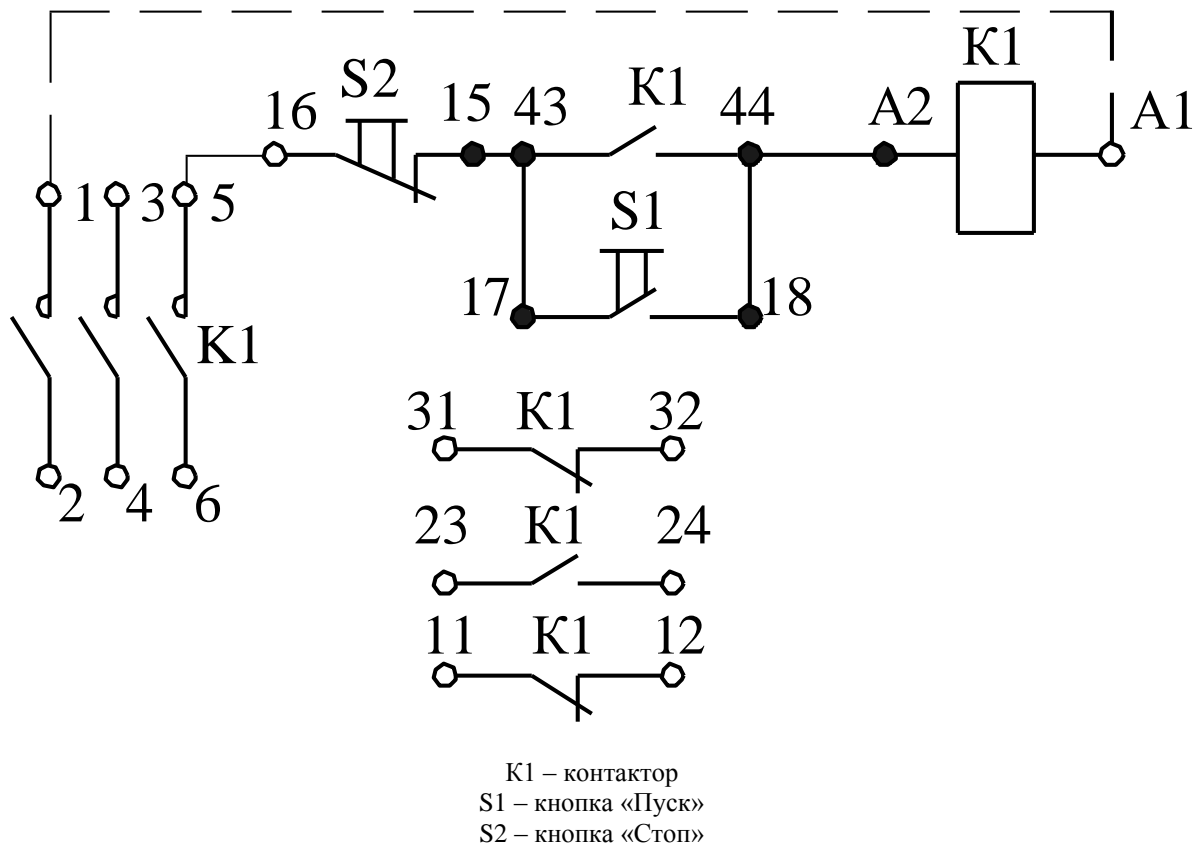 K1
S2
K1
16
15
43
44
A2
A1
1
3
5
S1
17
18
K1
31
K1
32
2
4
6
23
K1
24
11
K1
12
К1 – контактор
S1 – кнопка «Пуск»
S2 – кнопка «Стоп»